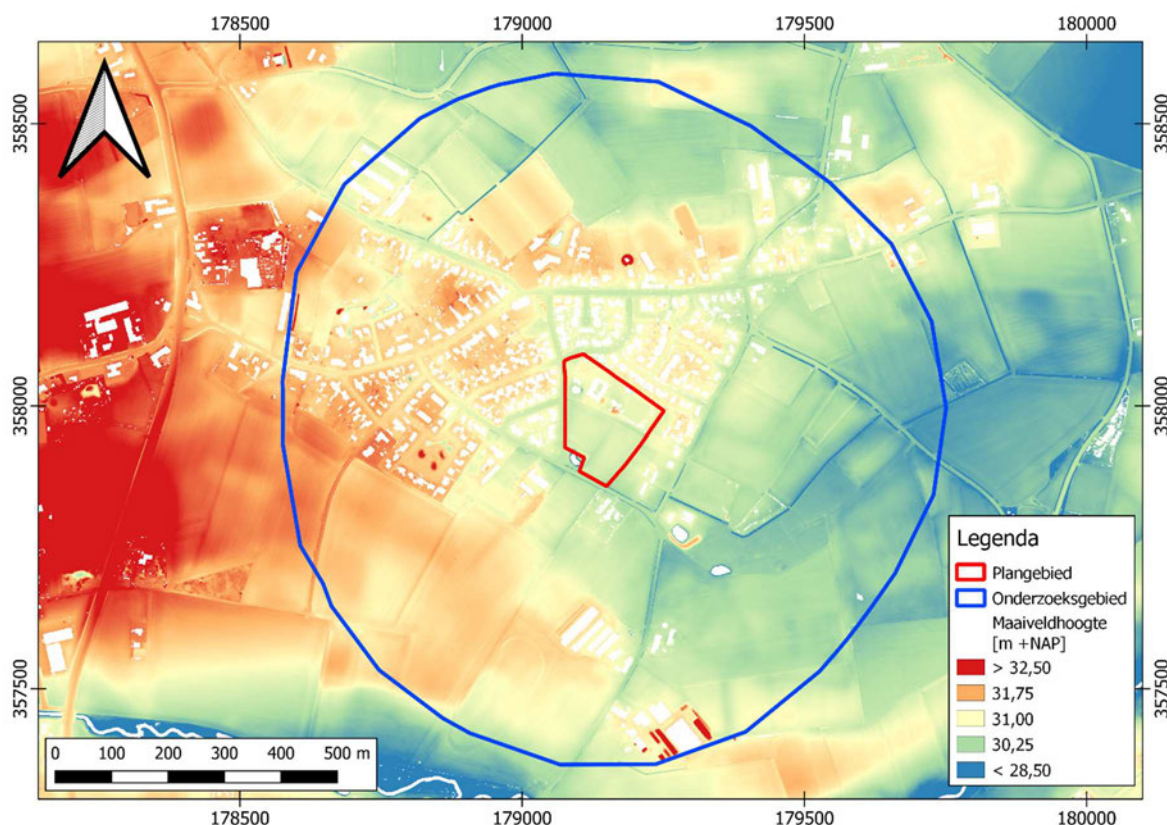 178500 179000 179500 180000
358500 358500
358000 358000
357500 357500
Legenda
Plangebied
Onderzoeksgebied
Maaiveldhoogte
[m +NAP]
> 32,50
31,75
31,00
30,25
< 28,50
0 100 200 300 400 500 m
178500 179000 179500 180000